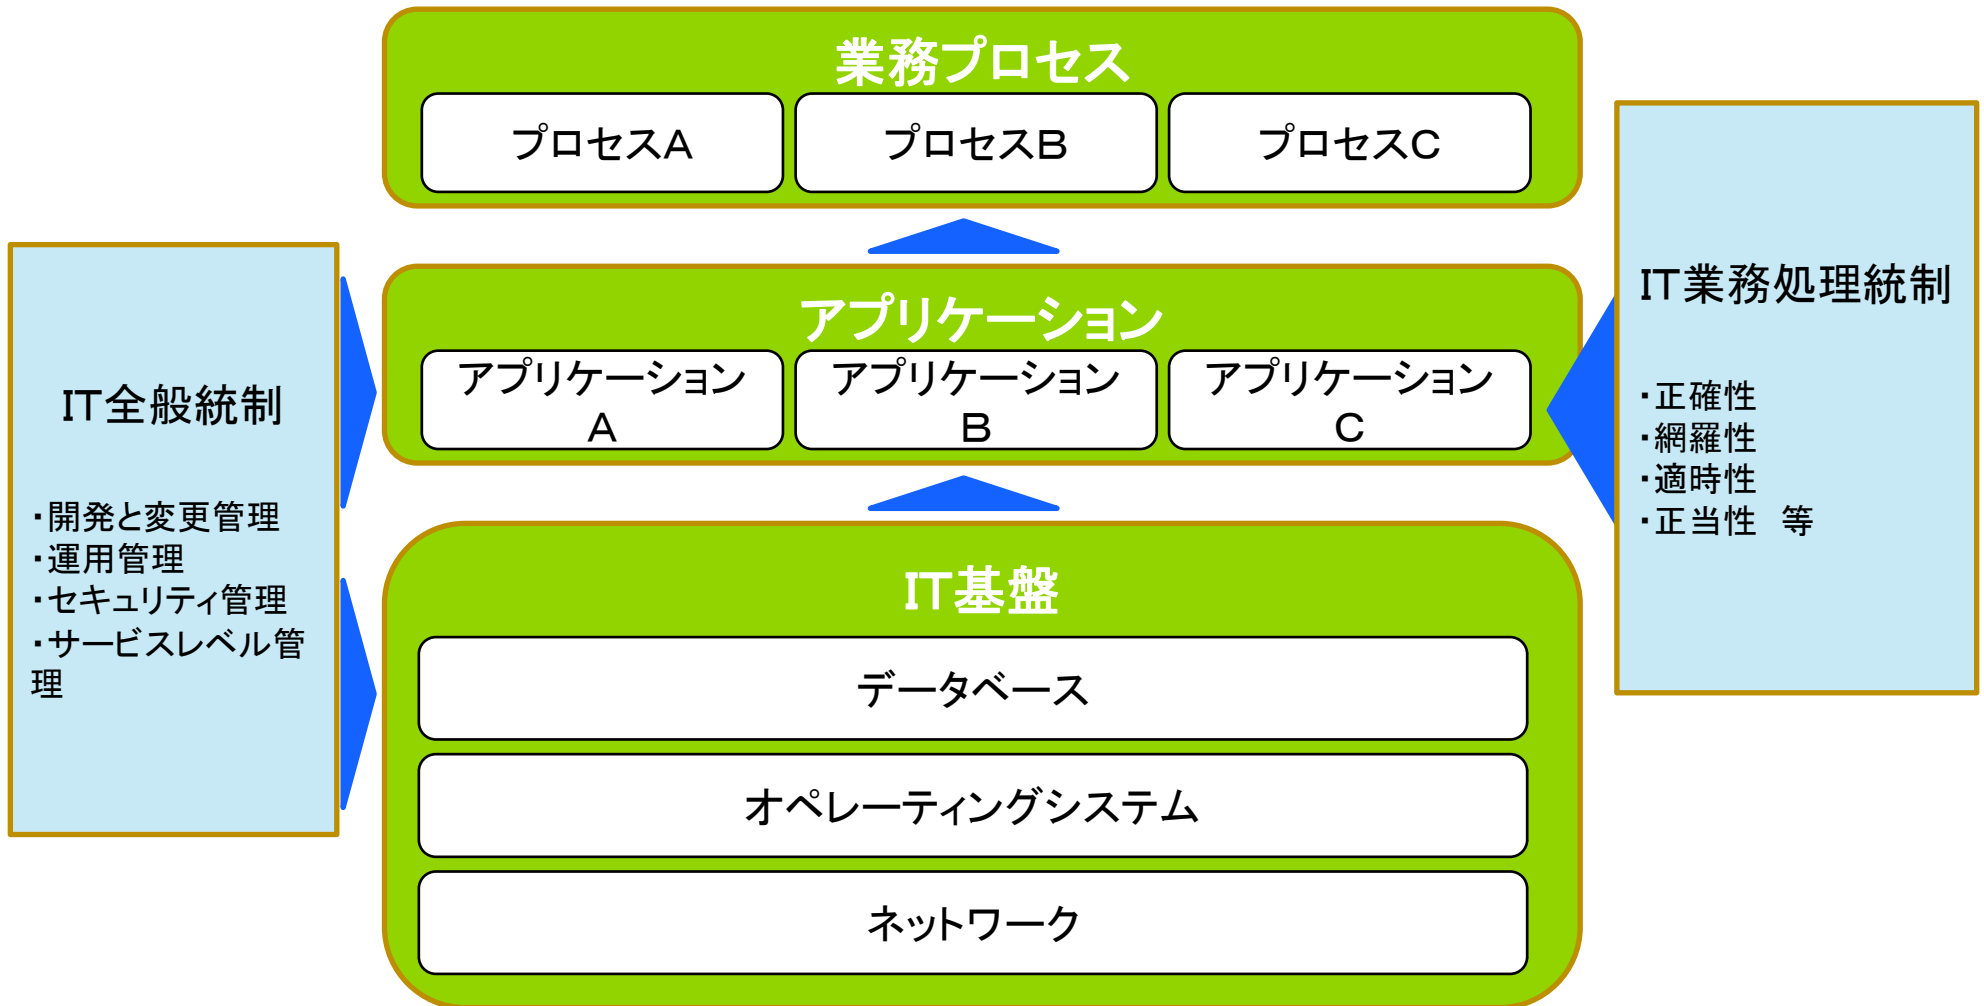 業務プロセス
プロセスA
プロセスB
プロセスC
アプリケーション
アプリケーション
A
アプリケーション
B
アプリケーション
C
IT基盤
データベース
オペレーティングシステム
ネットワーク
IT全般統制
・開発と変更管理
・運用管理
・セキュリティ管理
・サービスレベル管
理
IT業務処理統制
・正確性
・網羅性
・適時性
・正当性　等